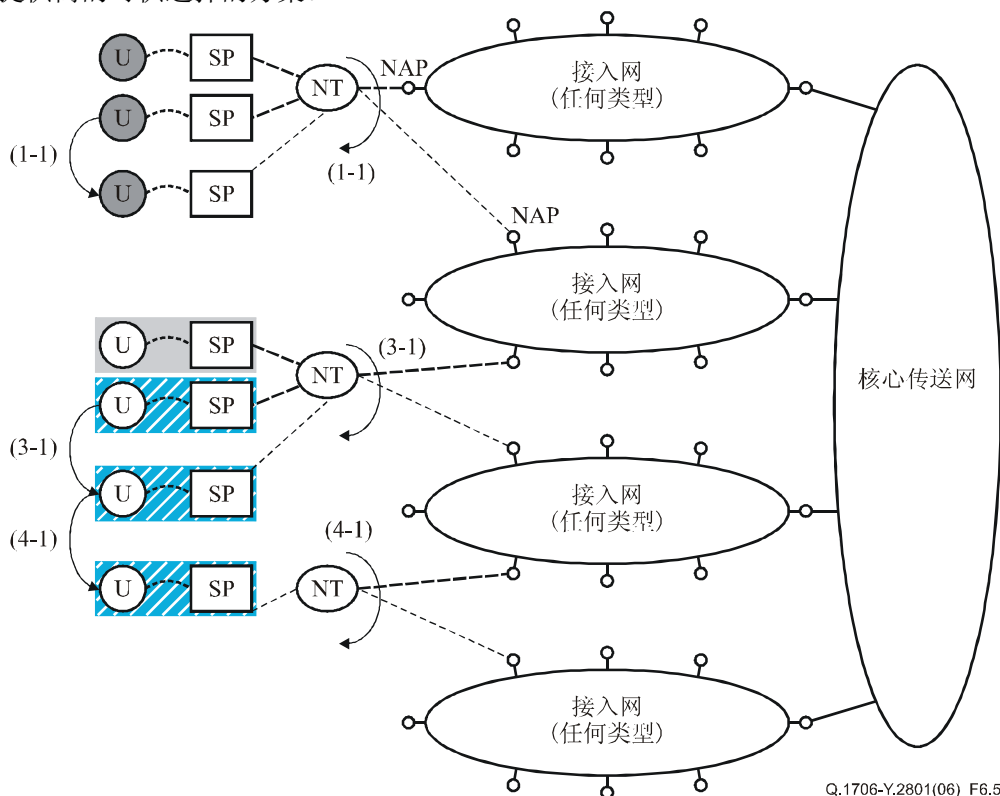 U SP
NT
NAP
接入网
(任何类型)
U SP
(1-1)
(1-1)
U SP
NAP
接入网
(任何类型)
U SP
(3-1)
NT
核心传送网
U SP
(3-1)
U SP
接入网
(任何类型)
(4-1)
(4-1)
U SP
NT
接入网
(任何类型)
Q.1706-Y.2801(06)_F6.5